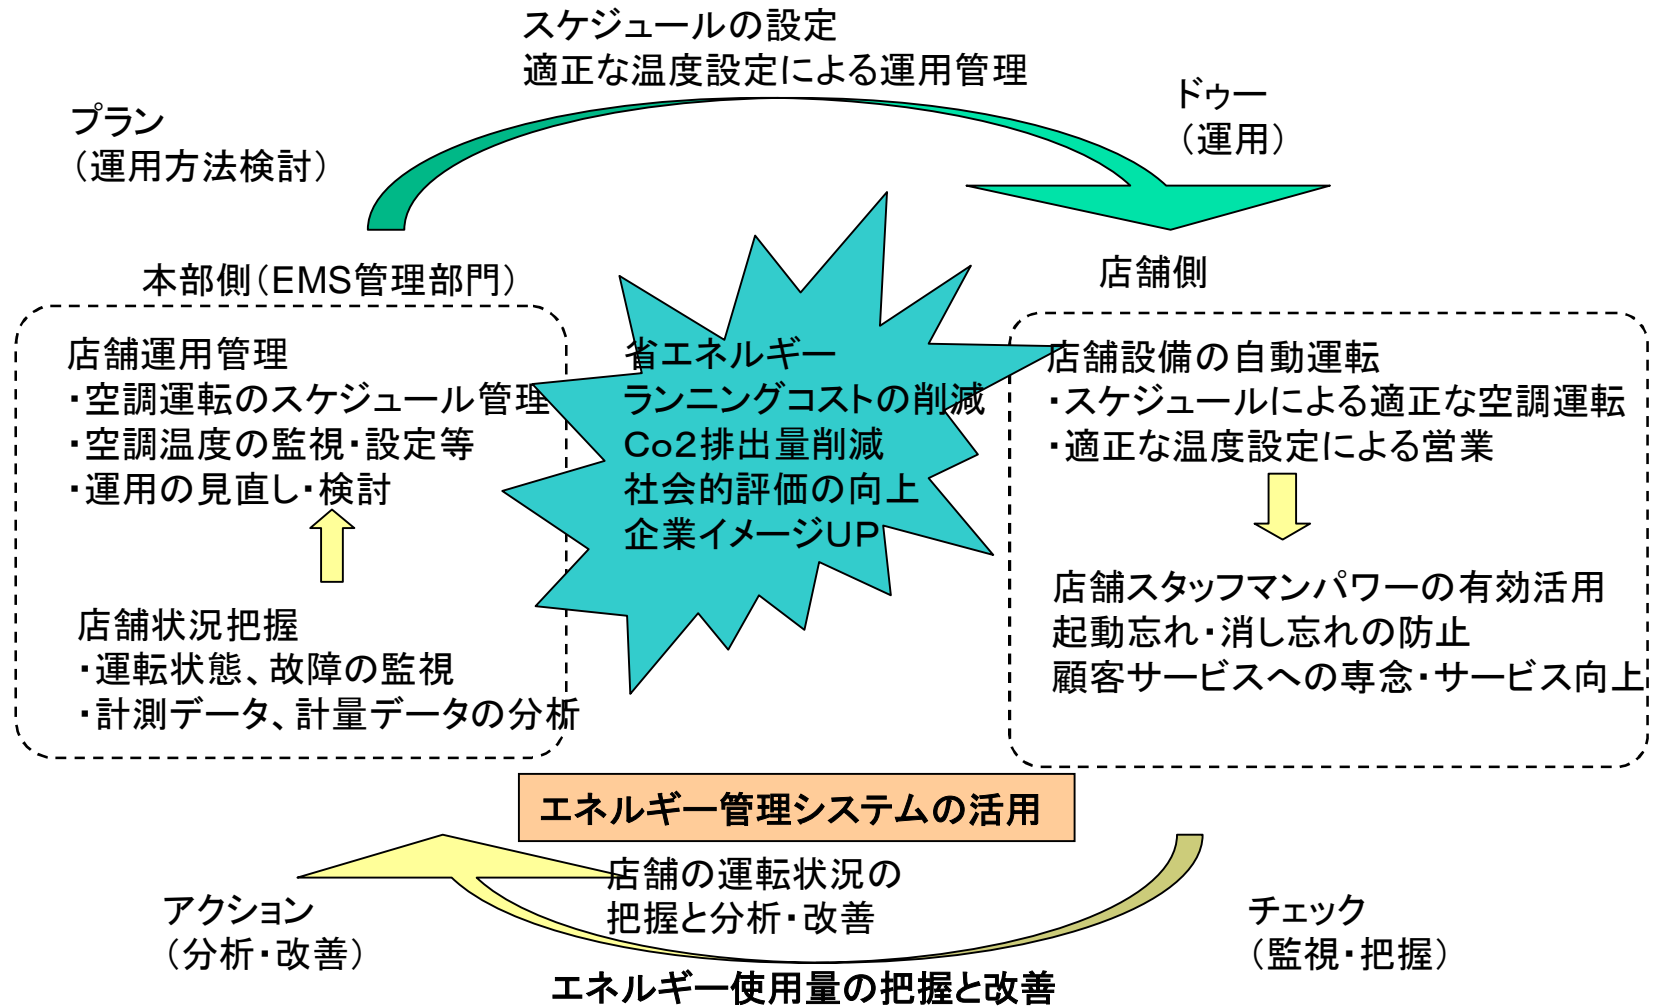 スケジュールの設定
適正な温度設定による運用管理
プラン
（運用方法検討）
ドゥー
（運用）
本部側（EMS管理部門）
店舗運用管理
・空調運転のスケジュール管理
・空調温度の監視・設定等
・運用の見直し・検討
店舗状況把握
・運転状態、故障の監視
・計測データ、計量データの分析
省エネルギー
ランニングコストの削減
Ｃｏ２排出量削減
社会的評価の向上
企業イメージＵＰ
店舗側
店舗設備の自動運転
・スケジュールによる適正な空調運転
・適正な温度設定による営業
店舗スタッフマンパワーの有効活用
起動忘れ・消し忘れの防止
顧客サービスへの専念・サービス向上
エネルギー管理システムの活用
店舗の運転状況の
把握と分析・改善
アクション
（分析・改善）
チェック
（監視・把握）
エネルギー使用量の把握と改善